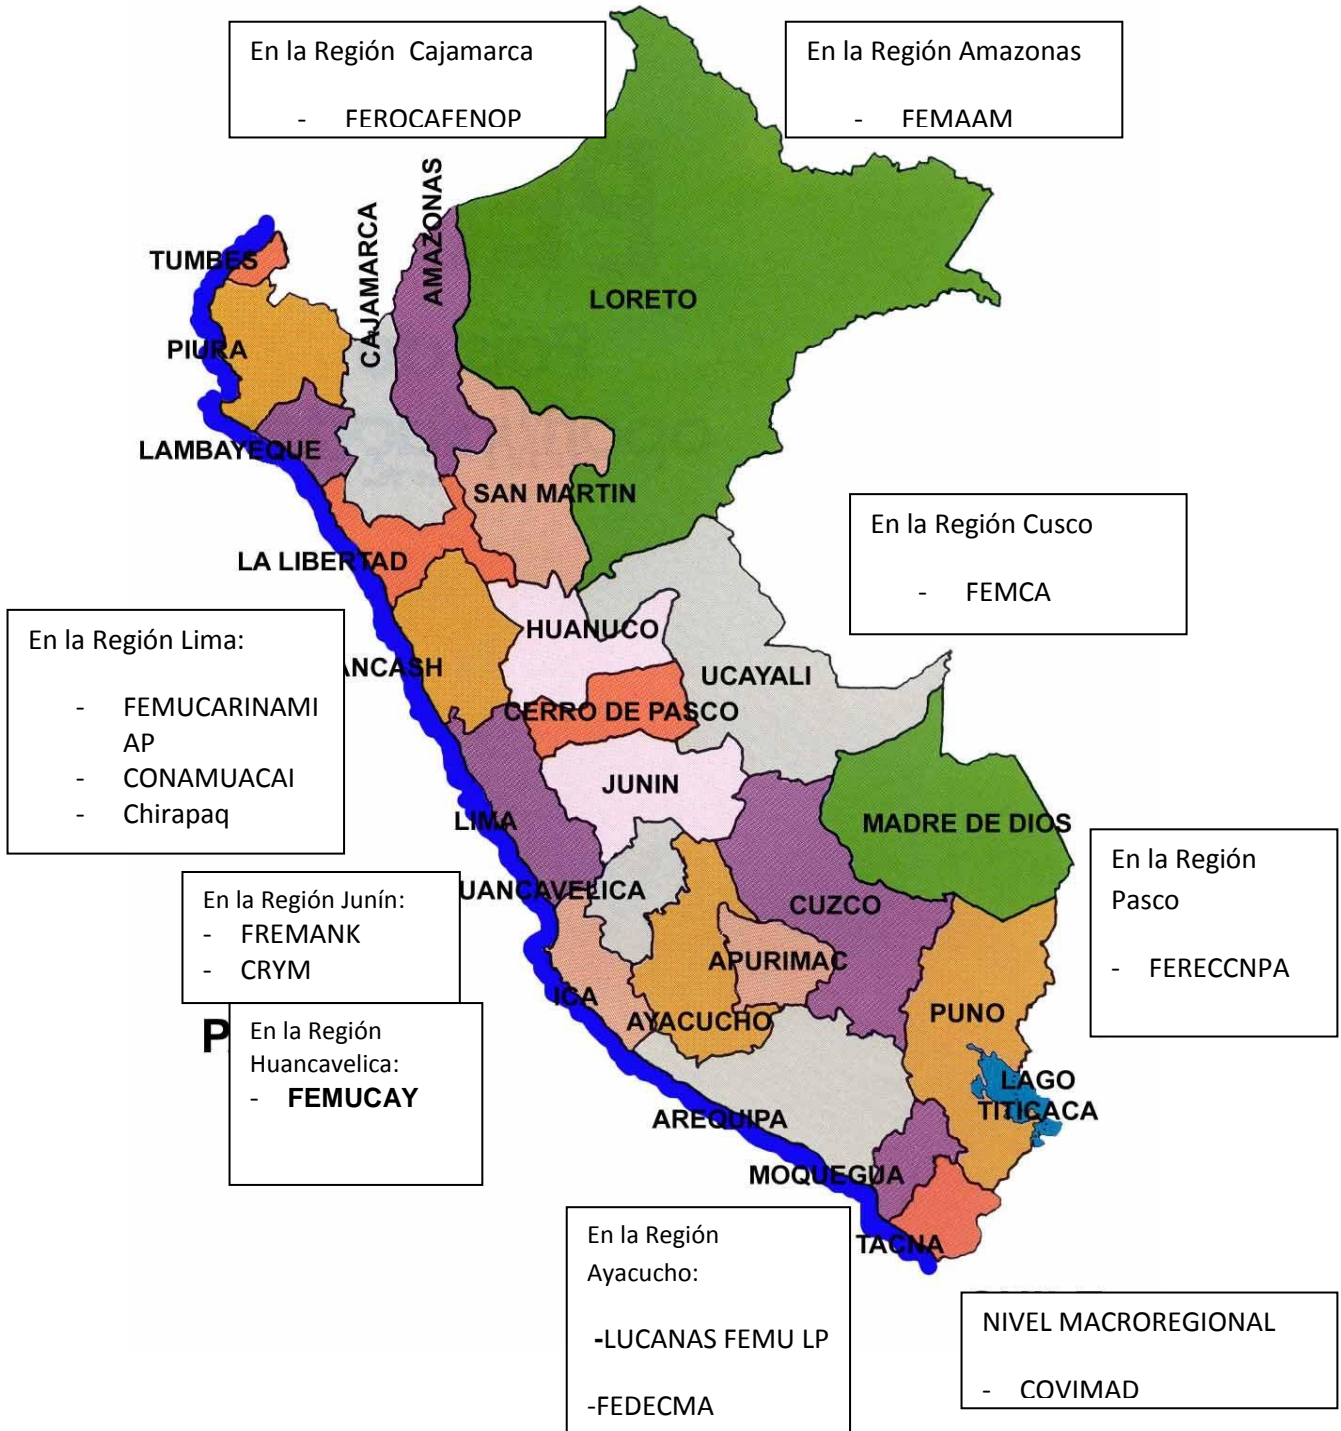 En la Región Cajamarca
- FEROCAFENOP
En la Región Amazonas
- FEMAAM
TUMBES
CAJAMARCA
AMAZONAS
LORETO
PIURA
LAMBAYEQUE
SAN MARTIN
LA LIBERTAD
En la Región Cusco
- FEMCA
En la Región Lima:
- FEMUCARINAMI
AP
- CONAMUACAI
- Chirapaq
HUANUCO
ANCASH
UCAYALI
CERRO DE PASCO
JUNIN
LIMA
MADRE DE DIOS
En la Región
Pasco
- FERECCNPA
En la Región Junín:
- FREMANK
- CRYM
UANCAVELICA
CUZCO
APURIMAC
ICA
AYACUCHO
PUNO
P
En la Región
Huancavelica:
- FEMUCAY
LAGO
TITICACA
AREQUIPA
MOQUEGUA
TACNA
En la Región
Ayacucho:
-LUCANAS FEMU LP
-FEDECMA
NIVEL MACROREGIONAL
- COVIMAD